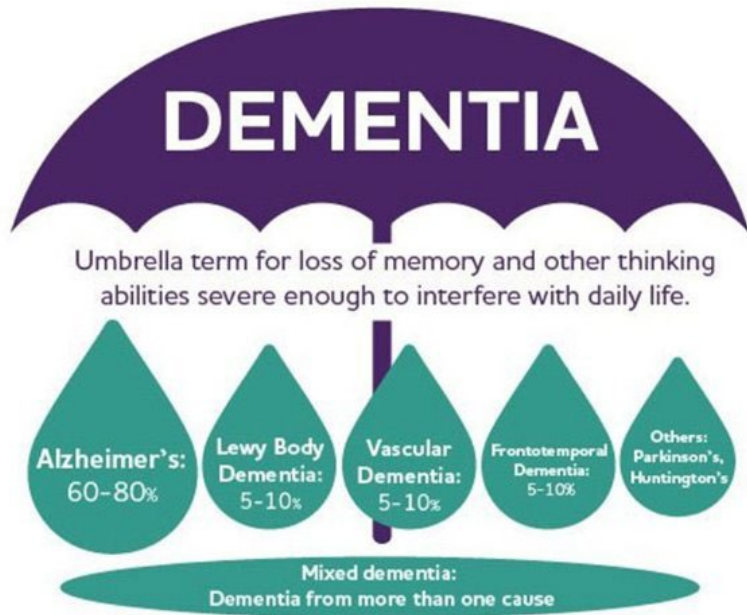 DEMENTIA
Umbrella term for loss of memory and other thinking
abilities severe enough to interfere with daily life.
Alzheimer's:
60-80%
Lewy Body
Dementia:
5-10%
Vascular
Dementia:
5-10%
Frontotemporal
Dementia:
5-10%
Others:
Parkinson's,
Huntington's
Mixed dementia:
Dementia from more than one cause